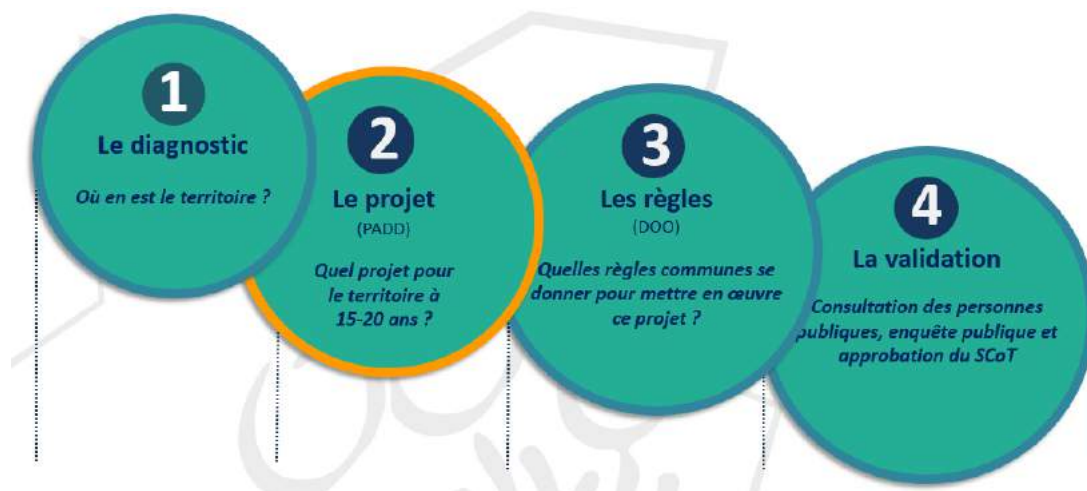 1
Le diagnostic
Où en est le territoire ?
2
Le projet
(PADD)
Quel projet pour
le territoire à
15-20 ans ?
3
Les règles
(DOO)
Quelles règles communes se
donner pour mettre en œuvre
ce projet ?
4
La validation
Consultation des personnes
publiques, enquête publique et
approbation du SCoT